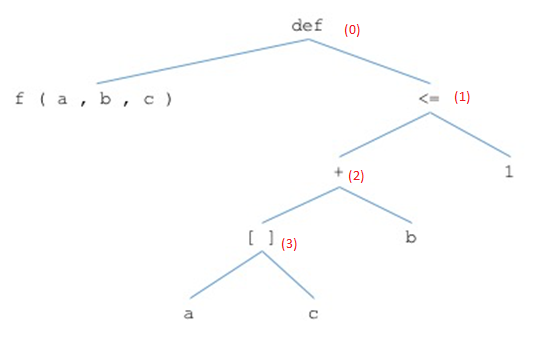 def (0)
f ( a , b , c ) <= (1)
+ (2) 1
[ ] (3) b
a c